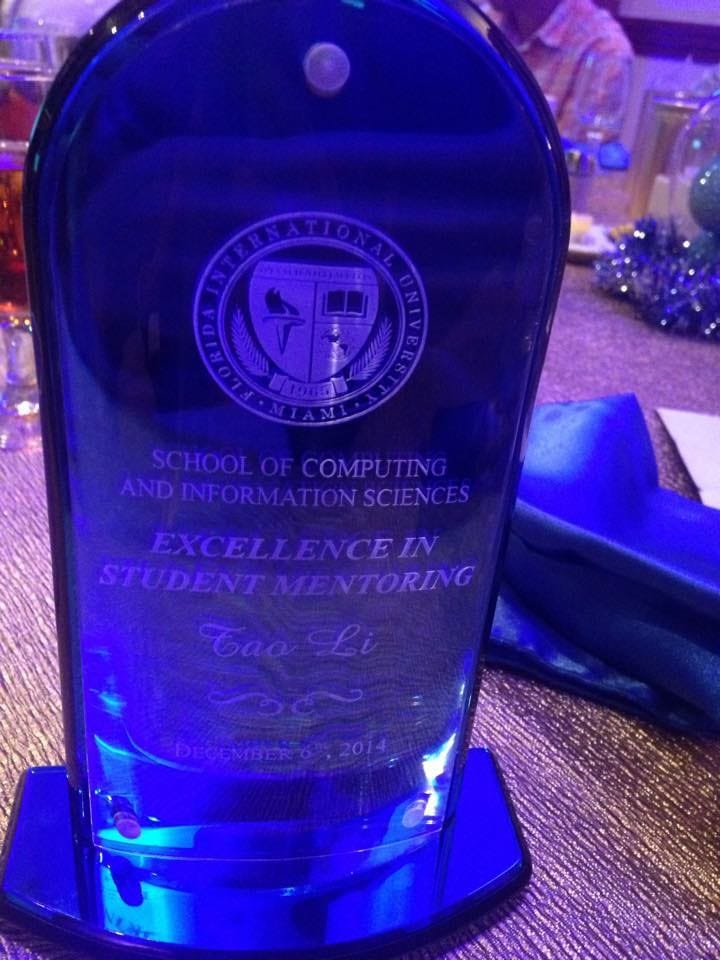 FLORIDA INTERNATIONAL UNIVERSITY
1965
MIAMI
SCHOOL OF COMPUTING
AND INFORMATION SCIENCES
EXCELLENCE IN
STUDENT MENTORING
Tao Li
DECEMBER 6TH, 2014